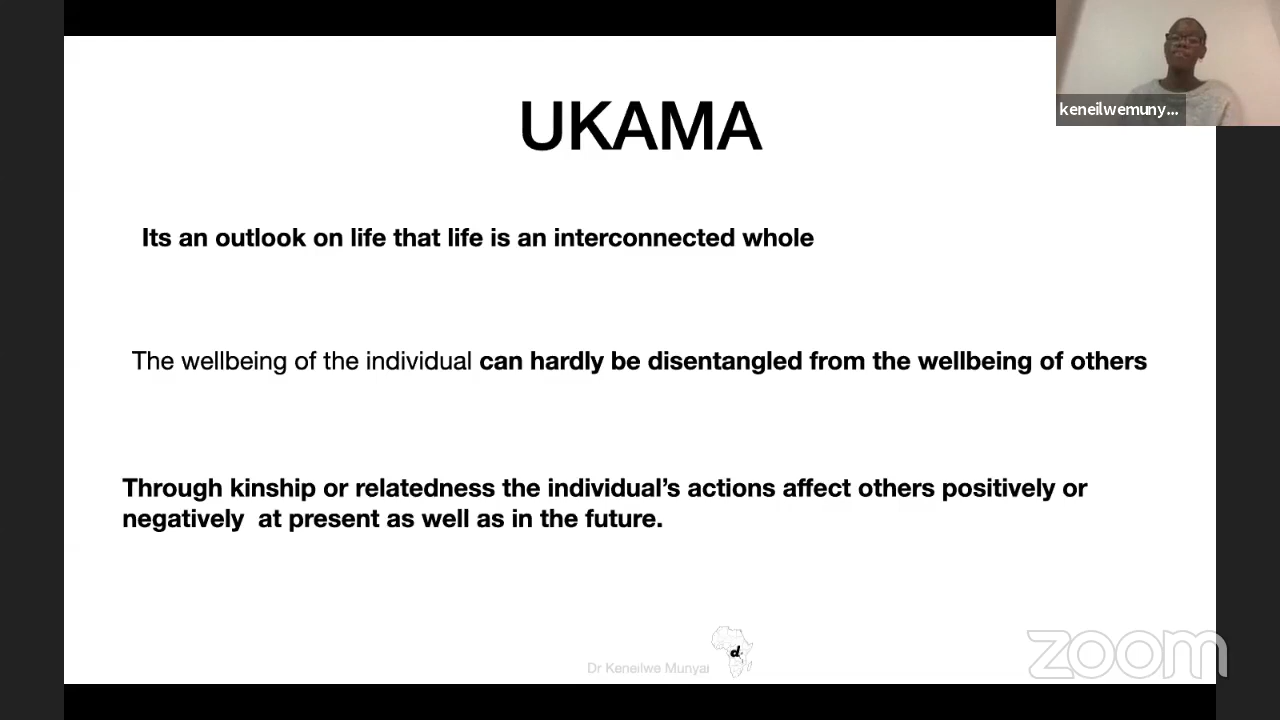 keneilwemuny...
UKAMA
Its an outlook on life that life is an interconnected whole
The wellbeing of the individual can hardly be disentangled from the wellbeing of others
Through kinship or relatedness the individual's actions affect others positively or
negatively  at present as well as in the future.
d.
Dr Keneilwe Munyai
zoom